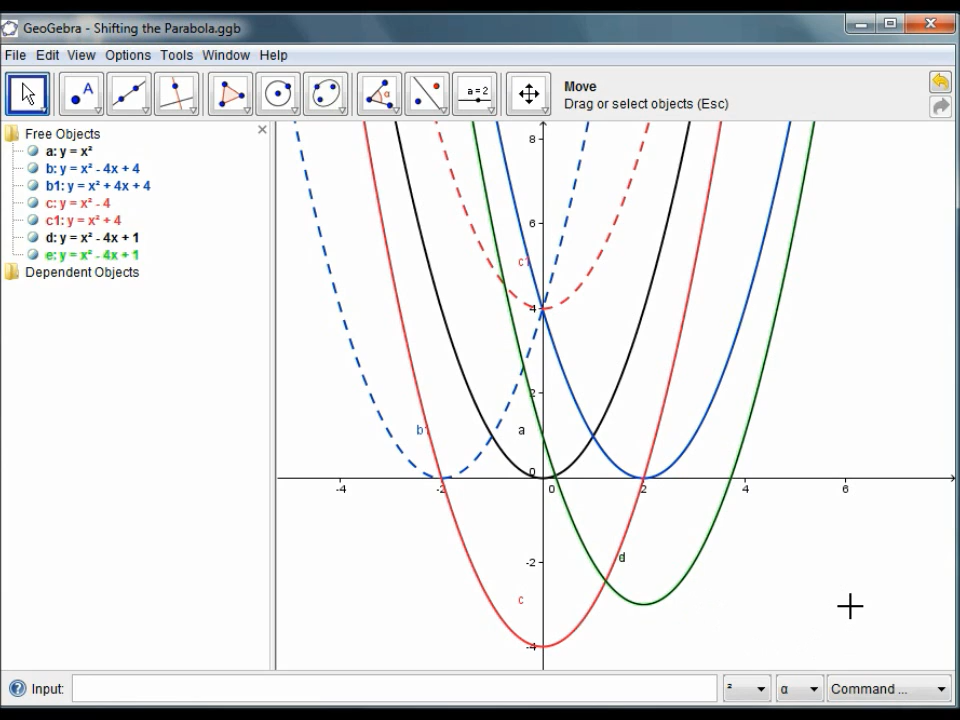 GeoGebra - Shifting the Parabola.ggb
File Edit View Options Tools Window Help
A
α
a = 2
Move
Drag or select objects (Esc)
Free Objects
a: y = x²
b: y = x² - 4x + 4
b1: y = x² + 4x + 4
c: y = x² - 4
c1: y = x² + 4
d: y = x² - 4x + 1
e: y = x² - 4x + 1
Dependent Objects
8
6
c1
4
2
b1
a
0
-4 -2 0 2 4 6
-2
d
c
-4
Input:
² α Command ...